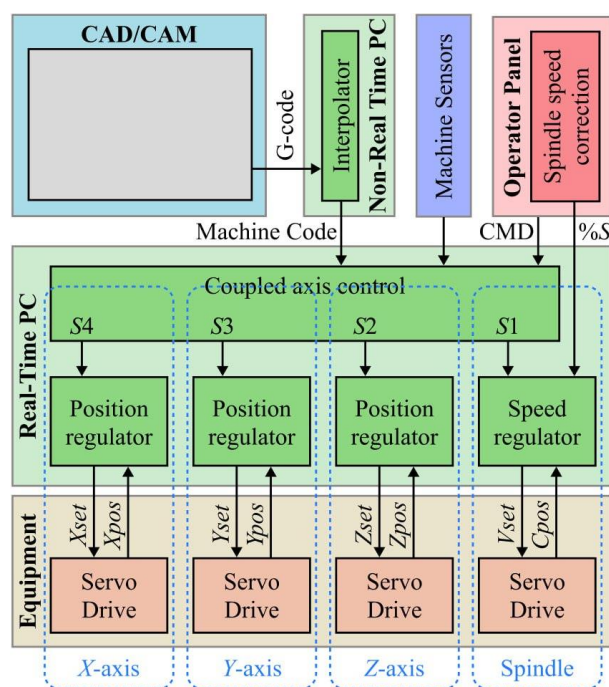 CAD/CAM
G-code
Interpolator
Non-Real Time PC
Machine Sensors
Operator Panel
Spindle speed
correction
Machine Code
CMD
%S
Real-Time PC
Coupled axis control
S4
S3
S2
S1
Position
regulator
Position
regulator
Position
regulator
Speed
regulator
Equipment
Xset
Xpos
Yset
Ypos
Zset
Zpos
Vset
Cpos
Servo
Drive
Servo
Drive
Servo
Drive
Servo
Drive
X-axis
Y-axis
Z-axis
Spindle